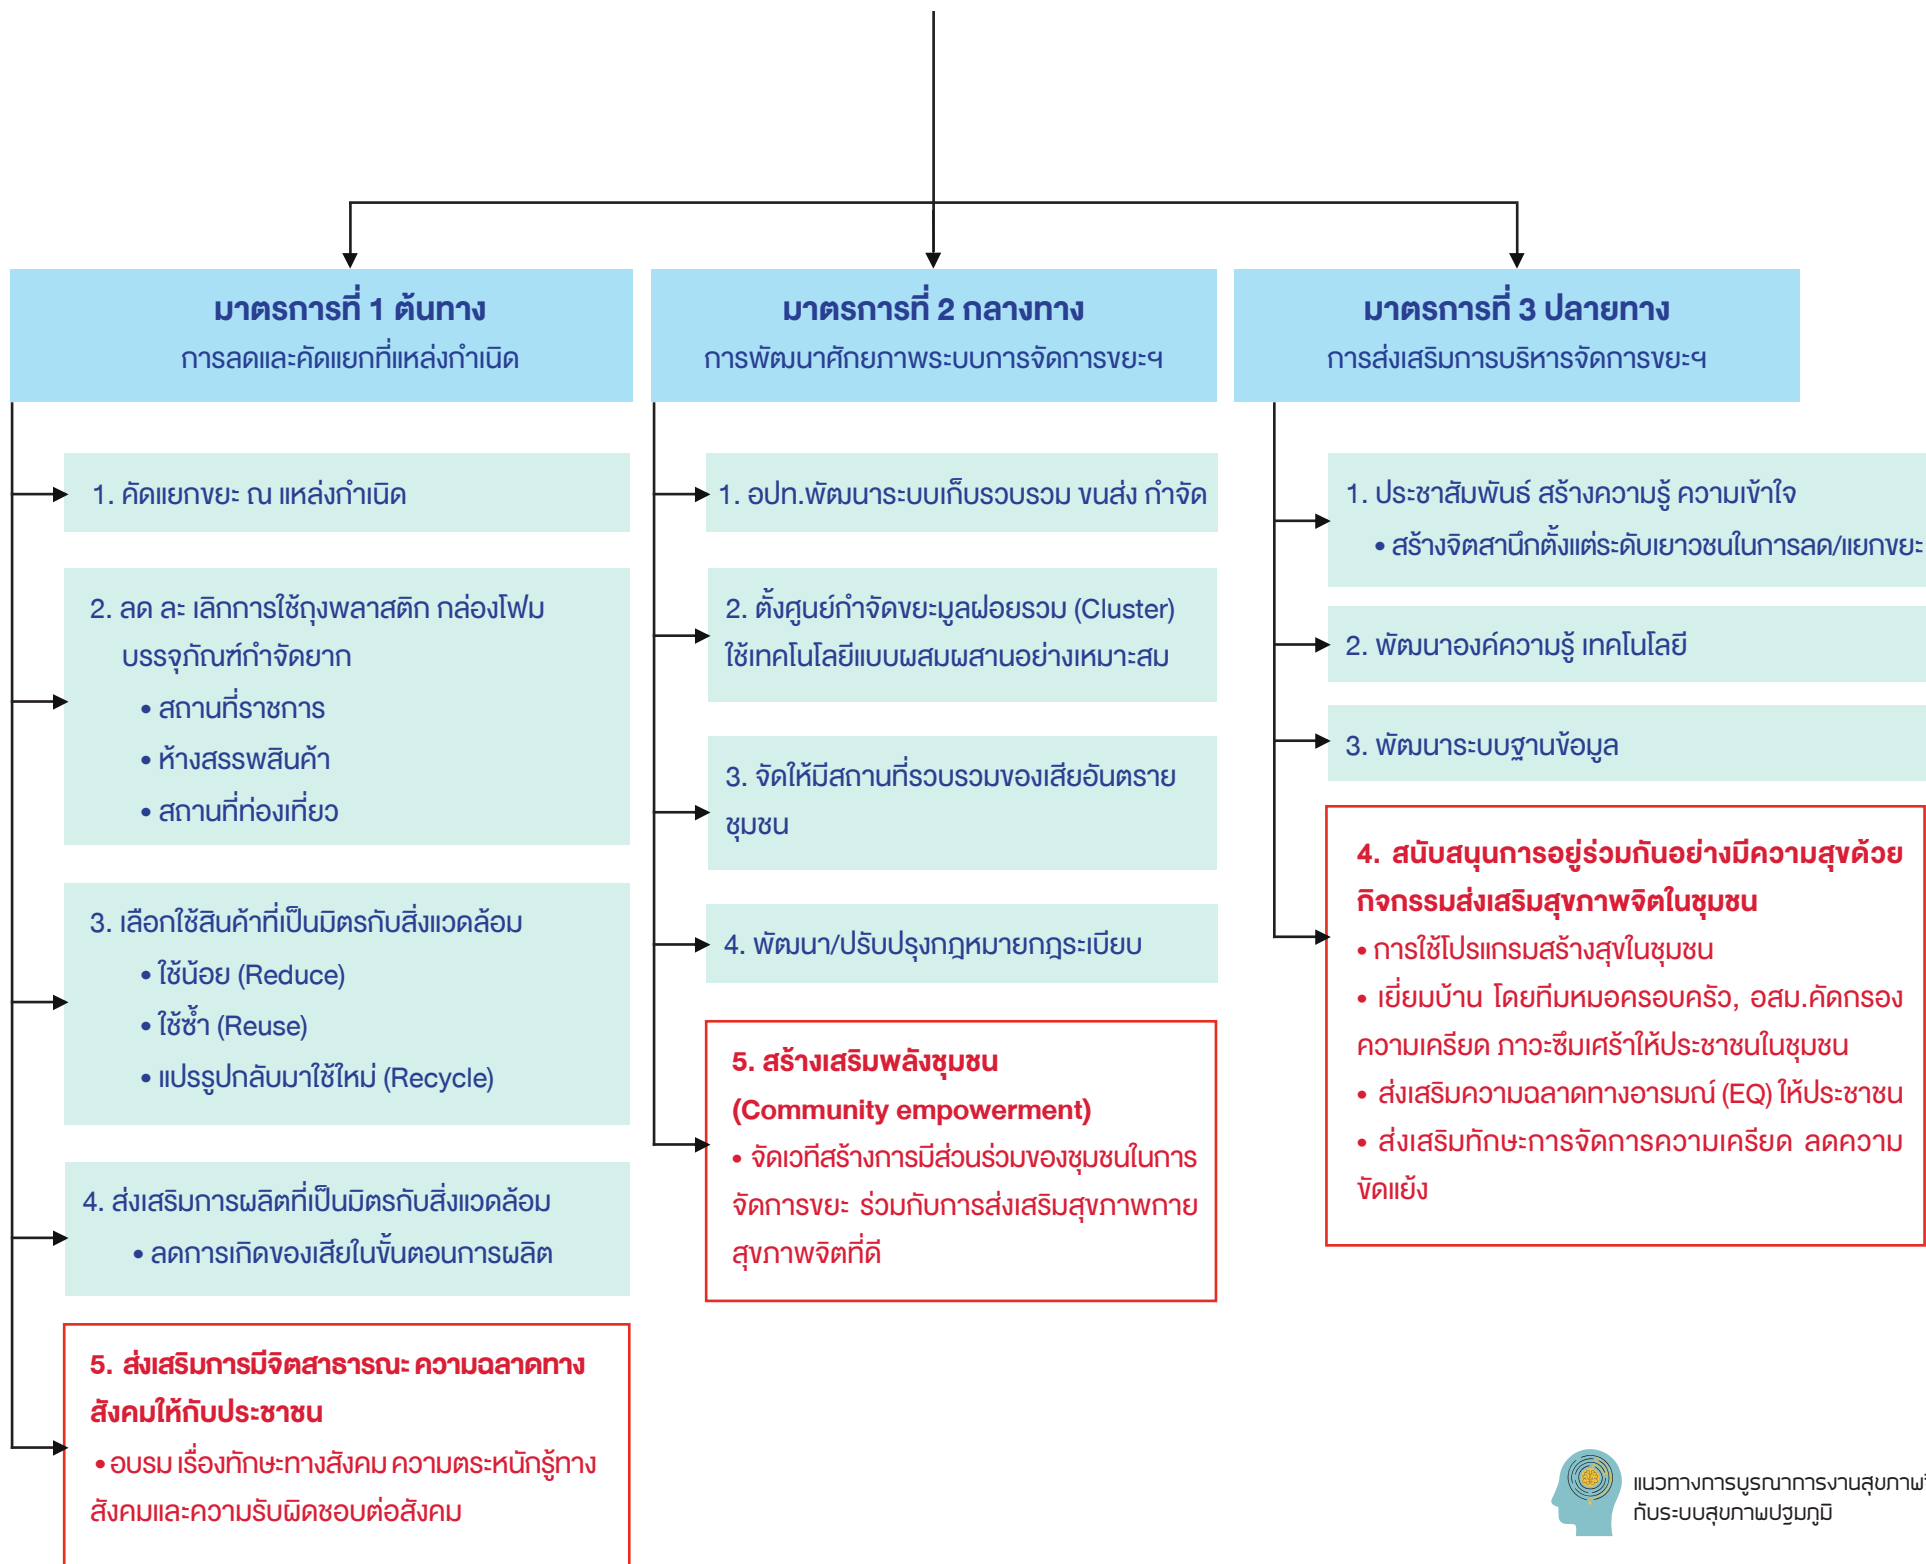 มาตรการที่ 1 ต้นทาง
การลดและคัดแยกที่แหล่งกำเนิด
1. คัดแยกขยะ ณ แหล่งกำเนิด
2. ลด ละ เลิกการใช้ถุงพลาสติก กล่องโฟม
บรรจุภัณฑ์กำจัดยาก
• สถานที่ราชการ
• ห้างสรรพสินค้า
• สถานที่ท่องเที่ยว
3. เลือกใช้สินค้าที่เป็นมิตรกับสิ่งแวดล้อม
• ใช้น้อย (Reduce)
• ใช้ซ้ำ (Reuse)
• แปรรูปกลับมาใช้ใหม่ (Recycle)
4. ส่งเสริมการผลิตที่เป็นมิตรกับสิ่งแวดล้อม
• ลดการเกิดของเสียในขั้นตอนการผลิต
5. ส่งเสริมการมีจิตสาธารณะ ความฉลาดทาง
สังคมให้กับประชาชน
• อบรม เรื่องทักษะทางสังคม ความตระหนักรู้ทาง
สังคมและความรับผิดชอบต่อสังคม
มาตรการที่ 2 กลางทาง
การพัฒนาศักยภาพระบบการจัดการขยะฯ
1. อปท.พัฒนาระบบเก็บรวบรวม ขนส่ง กำจัด
2. ตั้งศูนย์กำจัดขยะมูลฝอยรวม (Cluster)
ใช้เทคโนโลยีแบบผสมผสานอย่างเหมาะสม
3. จัดให้มีสถานที่รวบรวมของเสียอันตราย
ชุมชน
4. พัฒนา/ปรับปรุงกฎหมายกฎระเบียบ
5. สร้างเสริมพลังชุมชน
(Community empowerment)
• จัดเวทีสร้างการมีส่วนร่วมของชุมชนในการ
จัดการขยะ ร่วมกับการส่งเสริมสุขภาพกาย
สุขภาพจิตที่ดี
มาตรการที่ 3 ปลายทาง
การส่งเสริมการบริหารจัดการขยะฯ
1. ประชาสัมพันธ์ สร้างความรู้ ความเข้าใจ
• สร้างจิตสานึกตั้งแต่ระดับเยาวชนในการลด/แยกขยะ
2. พัฒนาองค์ความรู้ เทคโนโลยี
3. พัฒนาระบบฐานข้อมูล
4. สนับสนุนการอยู่ร่วมกันอย่างมีความสุขด้วย
กิจกรรมส่งเสริมสุขภาพจิตในชุมชน
• การใช้โปรแกรมสร้างสุขในชุมชน
• เยี่ยมบ้าน โดยทีมหมอครอบครัว, อสม.คัดกรอง
ความเครียด ภาวะซึมเศร้าให้ประชาชนในชุมชน
• ส่งเสริมความฉลาดทางอารมณ์ (EQ) ให้ประชาชน
• ส่งเสริมทักษะการจัดการความเครียด ลดความ
ขัดแย้ง
แนวทางการบูรณาการงานสุขภาพ
กับระบบสุขภาพปฐมภูมิ